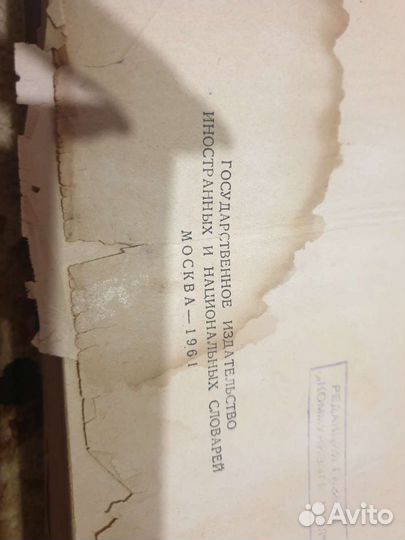 ГОСУДАРСТВЕННОЕ ИЗДАТЕЛЬСТВО
ИНОСТРАННЫХ И НАЦИОНАЛЬНЫХ СЛОВАРЕЙ
МОСКВА — 1961
Avito